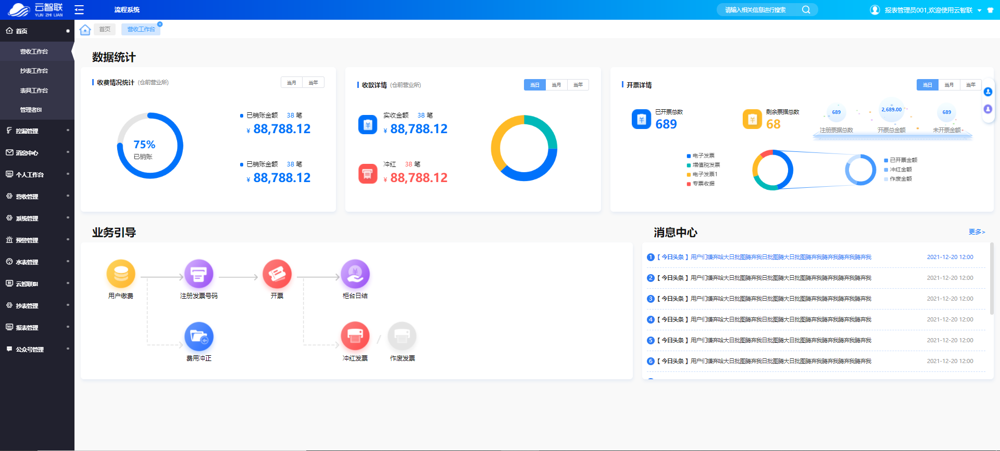 云智联
YUN ZHI LIAN
流程系统
请输入相关信息进行搜索
报表管理员001,欢迎使用云智联
首页
营收工作台
抄表工作台
表具工作台
管理者BI
控漏管理
消息中心
个人工作台
营收管理
系统管理
预警管理
水表管理
云智联BI
抄表管理
报表管理
公众号管理
首页
营收工作台
数据统计
收费情况统计 (仓前营业所)
当月 当年
75%
已销账
已销账金额 38 笔
¥ 88,788.12
已销账金额 38 笔
¥ 88,788.12
收款详情 (仓前营业所)
当日 当月 当年
实收金额 38 笔
¥ 88,788.12
冲红 38 笔
¥ 88,788.12
开票详情
当日 当月 当年
已开票总数
689
剩余票据总数
68
689
注册票据总数
2,689.00
开票总金额
689
未开票金额
电子发票
增值税发票
电子发票1
专票收据
已开票金额
冲红金额
作废金额
业务引导
用户缴费
注册发票号码
开票
柜台日结
费用冲正
冲红发票
/
作废发票
消息中心
更多>
1 【 今日头条 】用户们嫌弃哈大日批图腾弃我日批图腾大日批图腾弃我腾弃我腾弃我腾弃我 2021-12-20 12:00
2 【 今日头条 】用户们嫌弃哈大日批图腾弃我日批图腾大日批图腾弃我腾弃我腾弃我腾弃我 2021-12-20 12:00
3 【 今日头条 】用户们嫌弃哈大日批图腾弃我日批图腾大日批图腾弃我腾弃我腾弃我腾弃我 2021-12-20 12:00
4 【 今日头条 】用户们嫌弃哈大日批图腾弃我日批图腾大日批图腾弃我腾弃我腾弃我腾弃我 2021-12-20 12:00
5 【 今日头条 】用户们嫌弃哈大日批图腾弃我日批图腾大日批图腾弃我腾弃我腾弃我腾弃我 2021-12-20 12:00
6 【 今日头条 】用户们嫌弃哈大日批图腾弃我日批图腾大日批图腾弃我腾弃我腾弃我腾弃我 2021-12-20 12:00